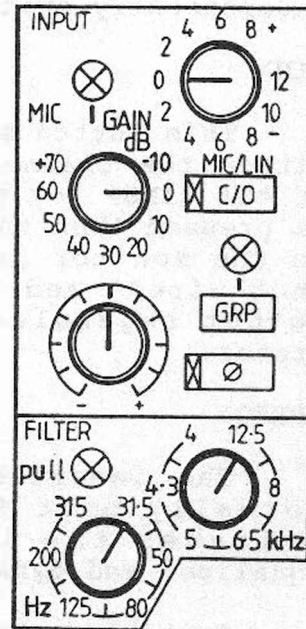 INPUT
4 6 8 +
2
0 12
2 10
4 6 8 -
MIC GAIN
dB
+70 -10
60 0
50 10
40 30 20
MIC/LIN
C/O
GRP
Ø
- +
FILTER
pull
315 31·5
200 50
Hz 125 80
4 12·5
4·3 8
5 6·5 kHz